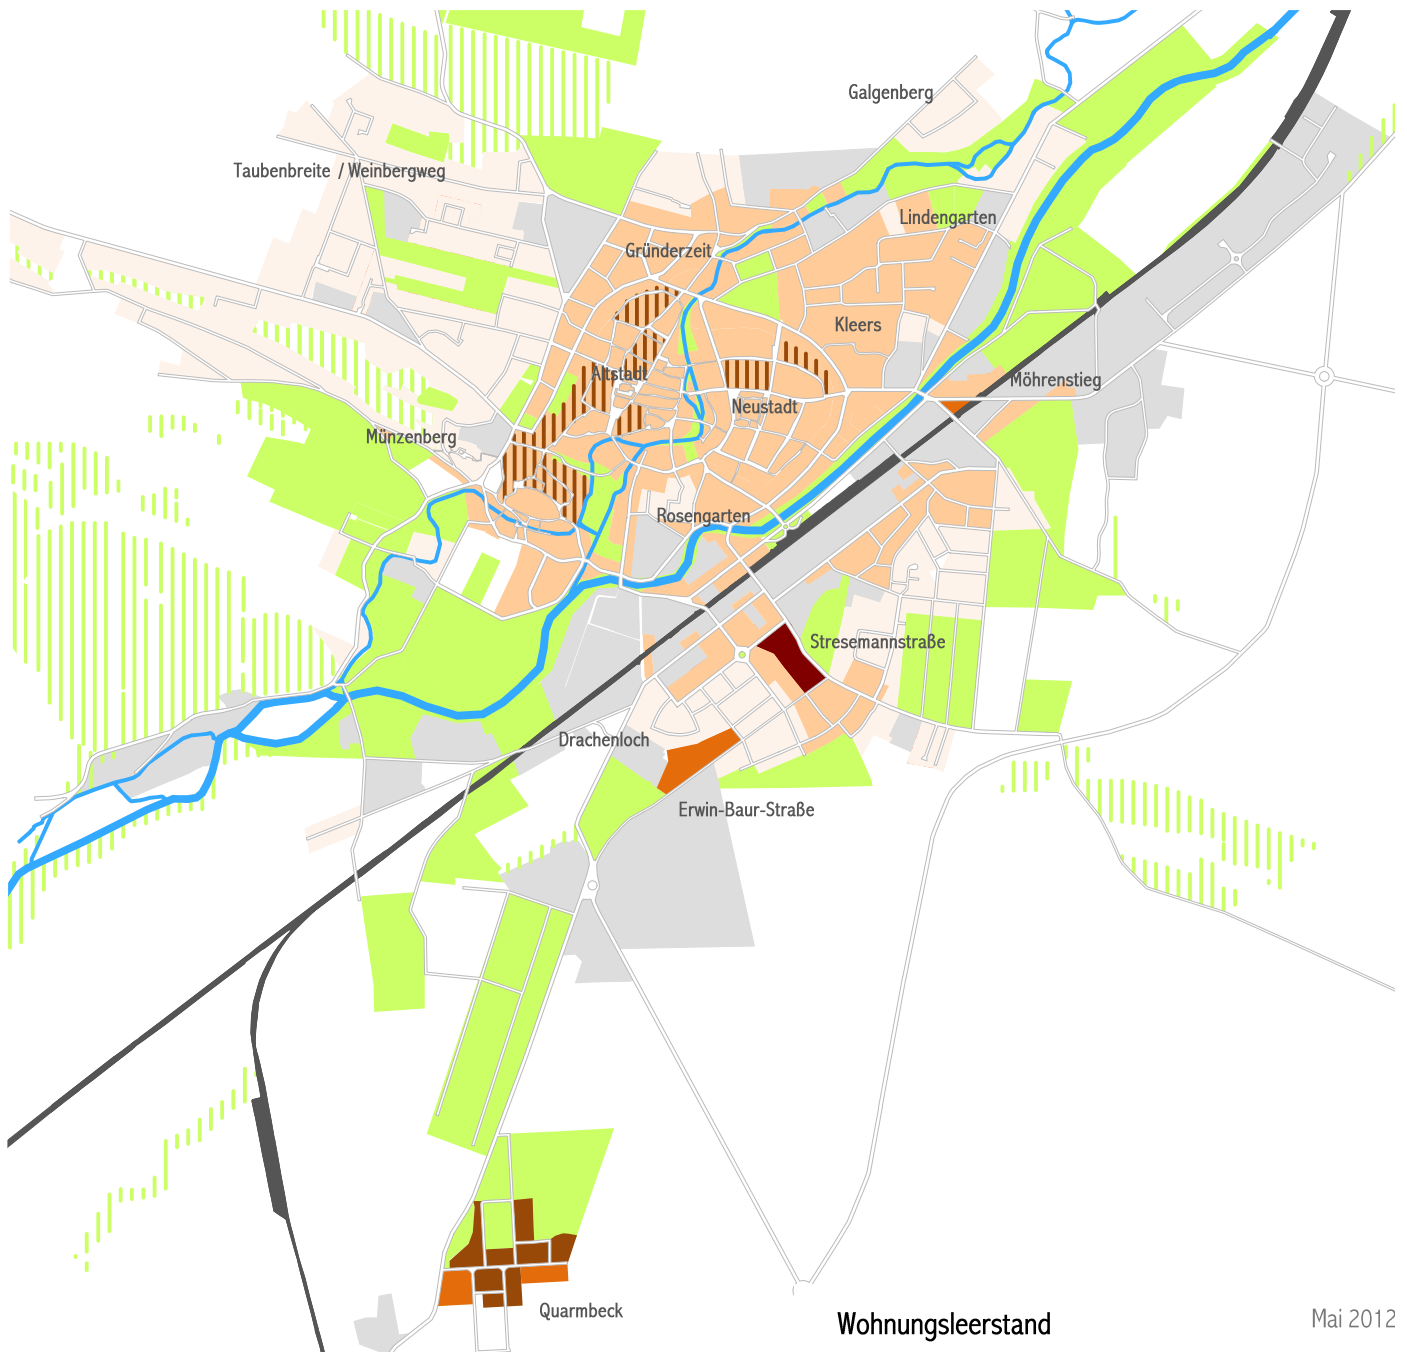 Galgenberg
Taubenbreite / Weinbergweg
Lindengarten
Gründerzeit
Kleers
Altstadt
Möhrenstieg
Neustadt
Münzenberg
Rosengarten
Stresemannstraße
Drachenloch
Erwin-Baur-Straße
Quarmbeck
Wohnungsleerstand
Mai 2012